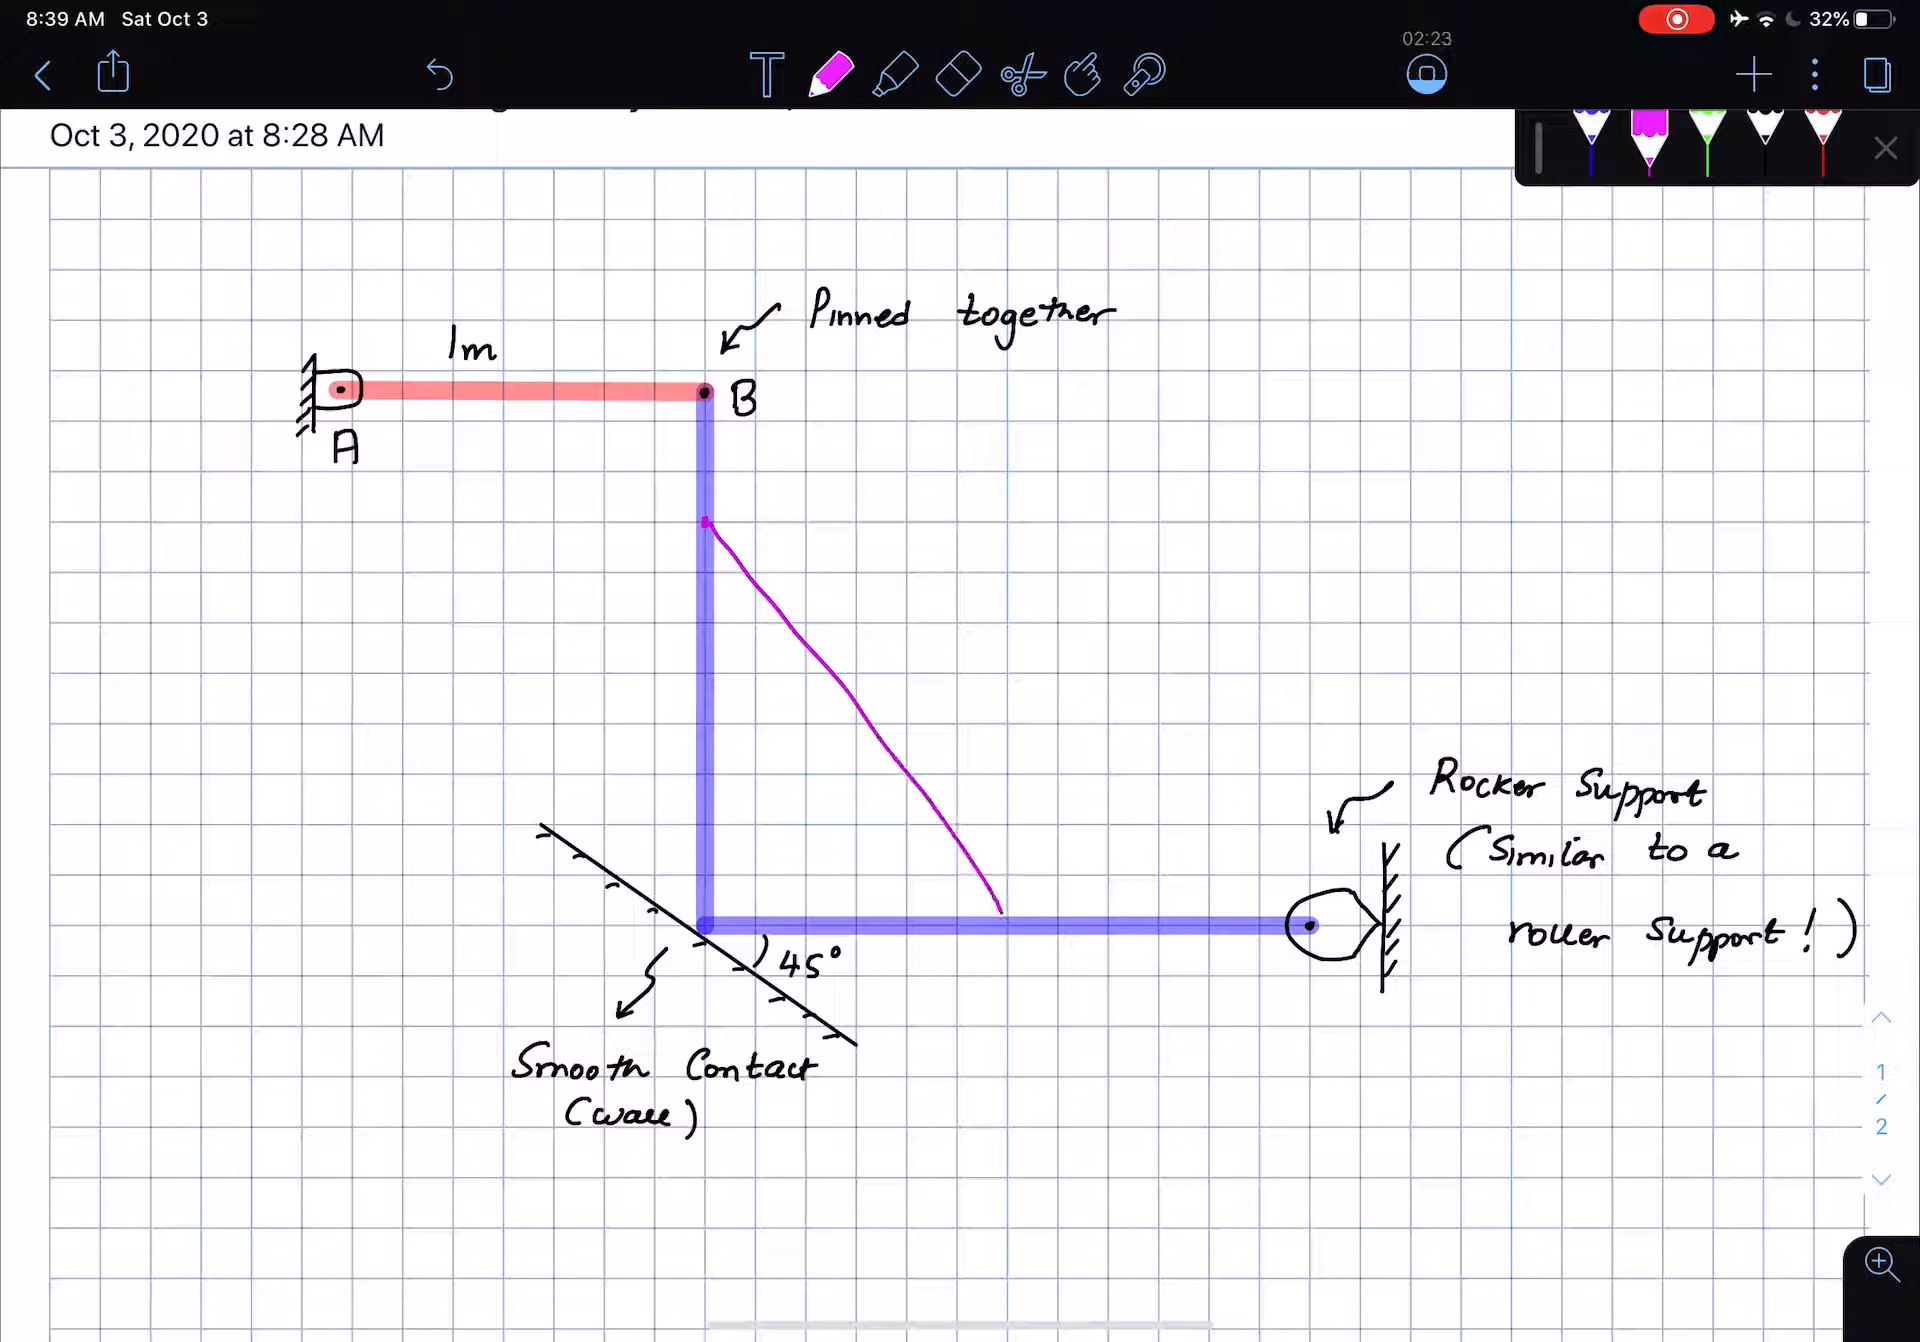 8:39 AM Sat Oct 3
32%
02:23
Oct 3, 2020 at 8:28 AM
Pinned together
1m
B
A
Rocker Support
(Similar to a
roller Support!)
45°
Smooth Contact
(wall)
1
/
2